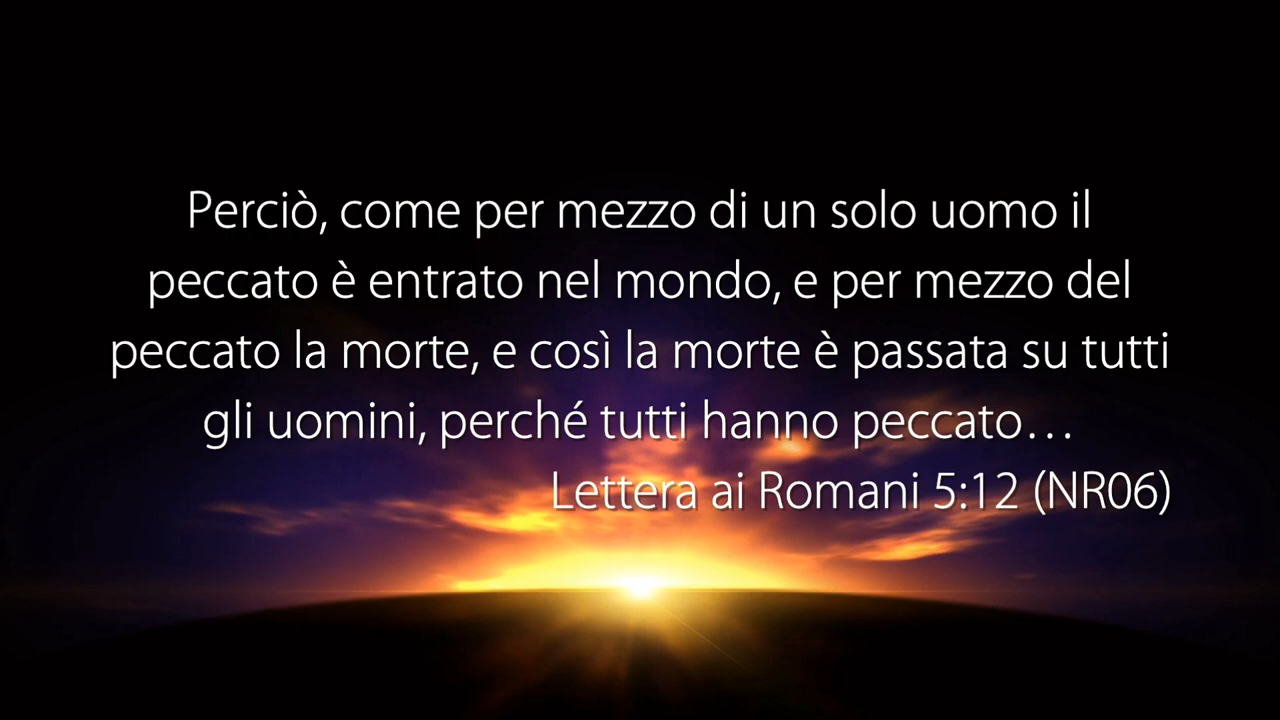 Perciò, come per mezzo di un solo uomo il
peccato è entrato nel mondo, e per mezzo del
peccato la morte, e così la morte è passata su tutti
gli uomini, perché tutti hanno peccato…
Lettera ai Romani 5:12 (NR06)